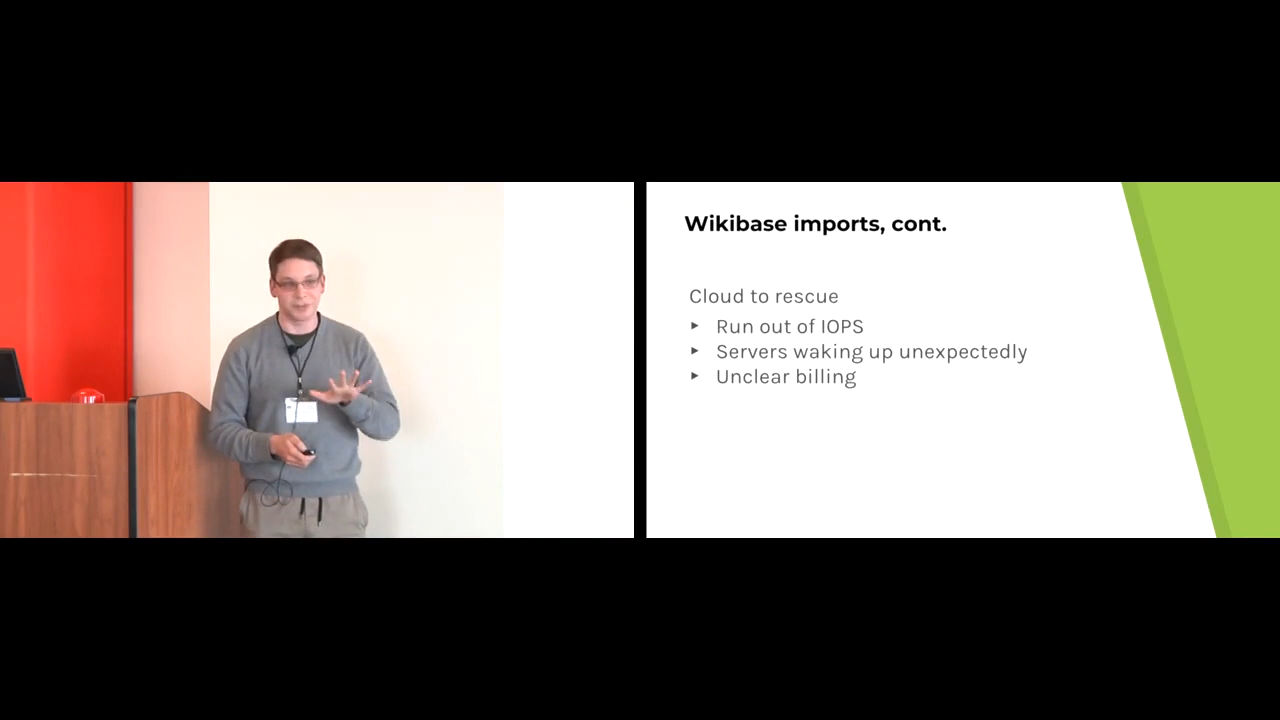 Wikibase imports, cont.
Cloud to rescue
Run out of IOPS
Servers waking up unexpectedly
Unclear billing